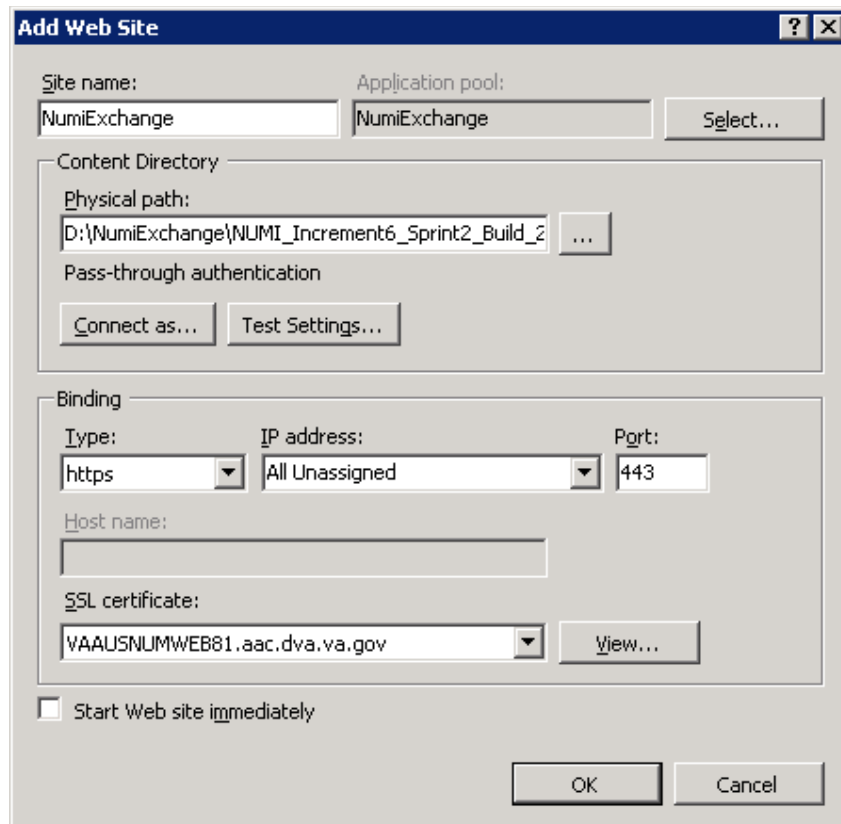 Add Web Site
Site name: Application pool:
NumiExchange NumiExchange Select...
Content Directory
Physical path:
D:\NumiExchange\NUMI_Increment6_Sprint2_Build_2 ...
Pass-through authentication
Connect as... Test Settings...
Binding
Type: IP address: Port:
https All Unassigned 443
Host name:
SSL certificate:
VAAUSNUMWEB81.aac.dva.va.gov View...
Start Web site immediately
OK Cancel